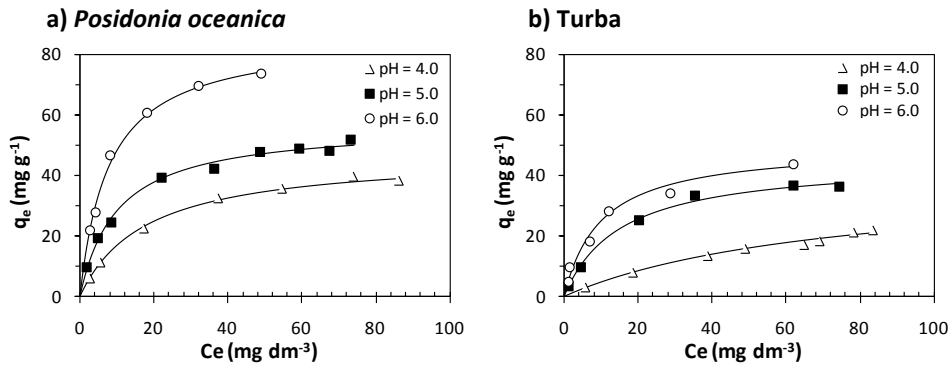 a) Posidonia oceanica
80
60
40
20
0
qe (mg g-1)
pH = 4.0
pH = 5.0
pH = 6.0
0 20 40 60 80 100
Ce (mg dm-3)
b) Turba
80
60
40
20
0
qe (mg g-1)
pH = 4.0
pH = 5.0
pH = 6.0
0 20 40 60 80 100
Ce (mg dm-3)